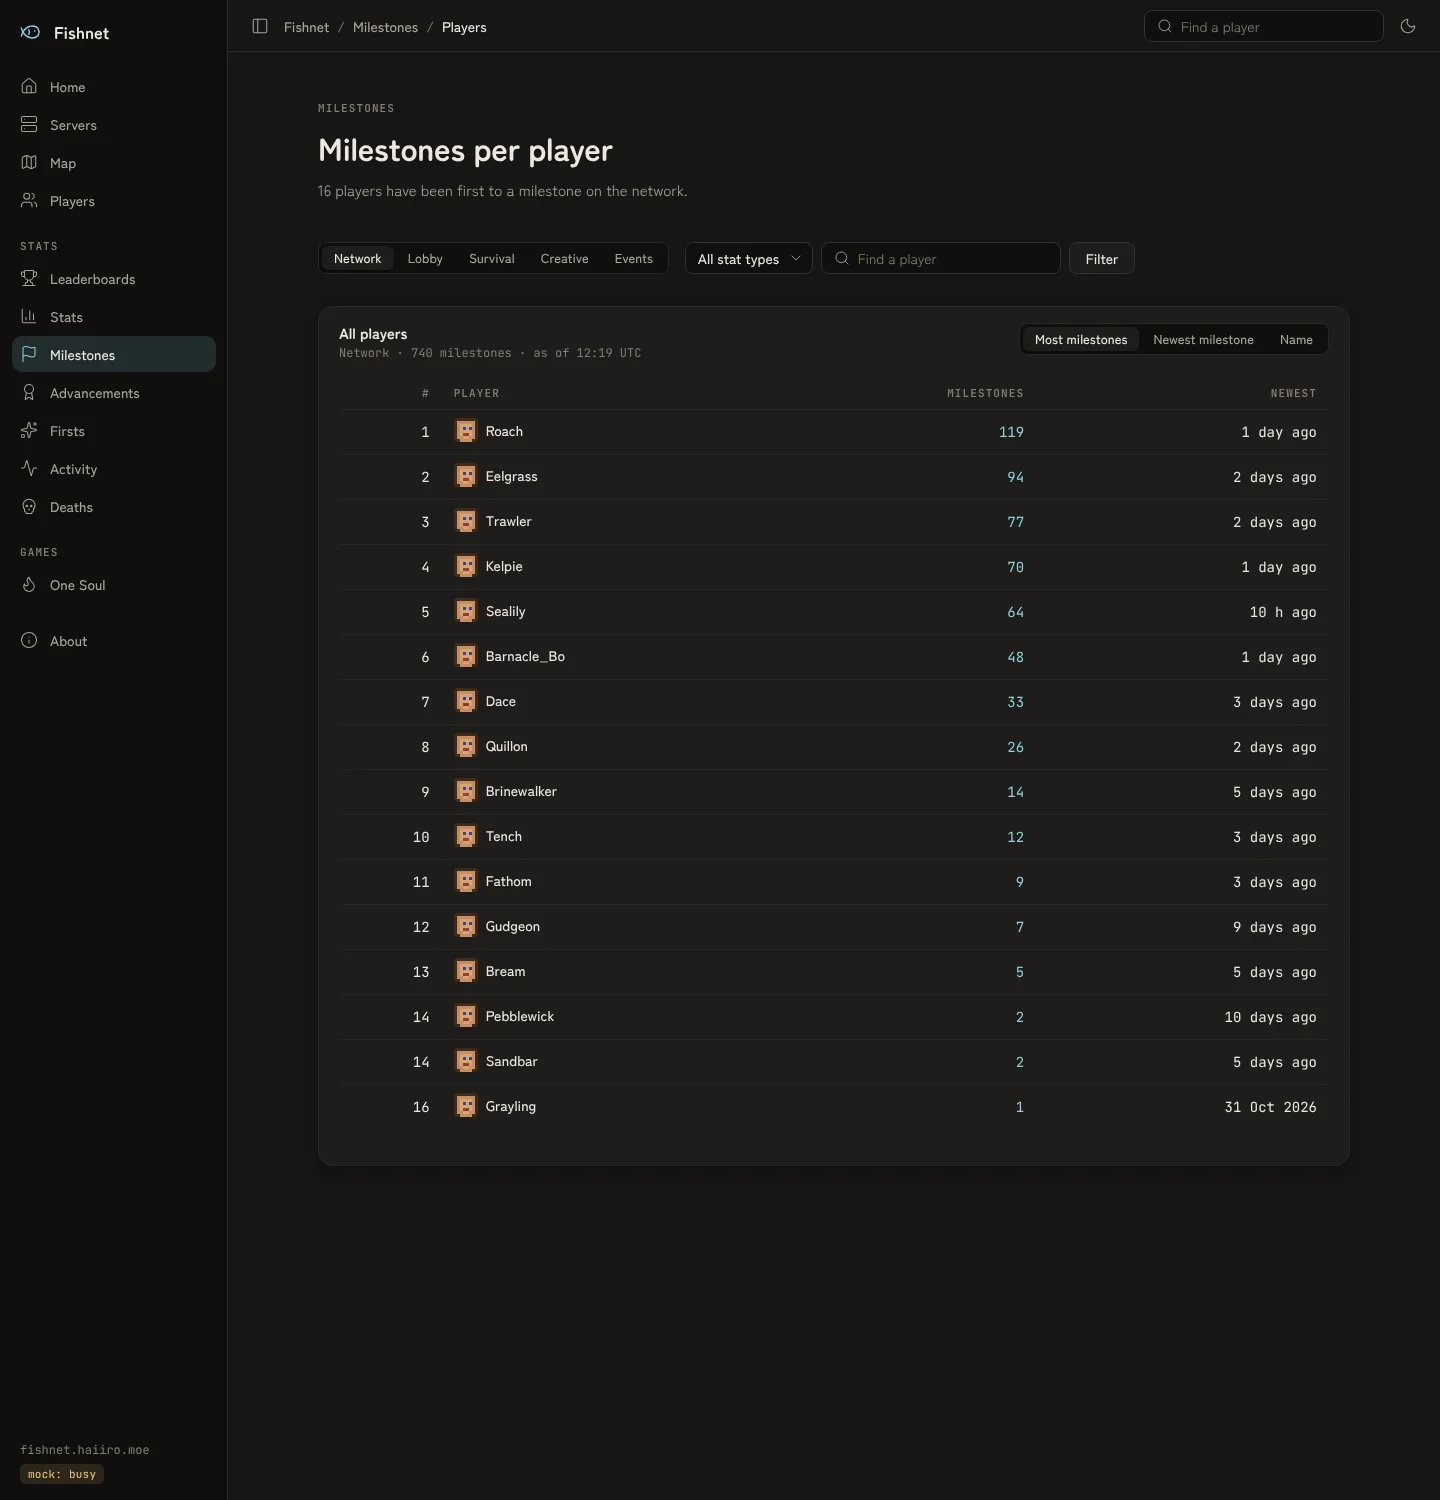 Fishnet
Home
Servers
Map
Players
STATS
Leaderboards
Stats
Milestones
Advancements
Firsts
Activity
Deaths
GAMES
One Soul
About
fishnet.haiiro.moe
mock: busy
Fishnet / Milestones / Players
Find a player
MILESTONES
Milestones per player
16 players have been first to a milestone on the network.
Network Lobby Survival Creative Events
All stat types
Find a player
Filter
All players
Network · 740 milestones · as of 12:19 UTC
Most milestones Newest milestone Name
# PLAYER MILESTONES NEWEST
1 Roach 119 1 day ago
2 Eelgrass 94 2 days ago
3 Trawler 77 2 days ago
4 Kelpie 70 1 day ago
5 Sealily 64 10 h ago
6 Barnacle_Bo 48 1 day ago
7 Dace 33 3 days ago
8 Quillon 26 2 days ago
9 Brinewalker 14 5 days ago
10 Tench 12 3 days ago
11 Fathom 9 3 days ago
12 Gudgeon 7 9 days ago
13 Bream 5 5 days ago
14 Pebblewick 2 10 days ago
14 Sandbar 2 5 days ago
16 Grayling 1 31 Oct 2026